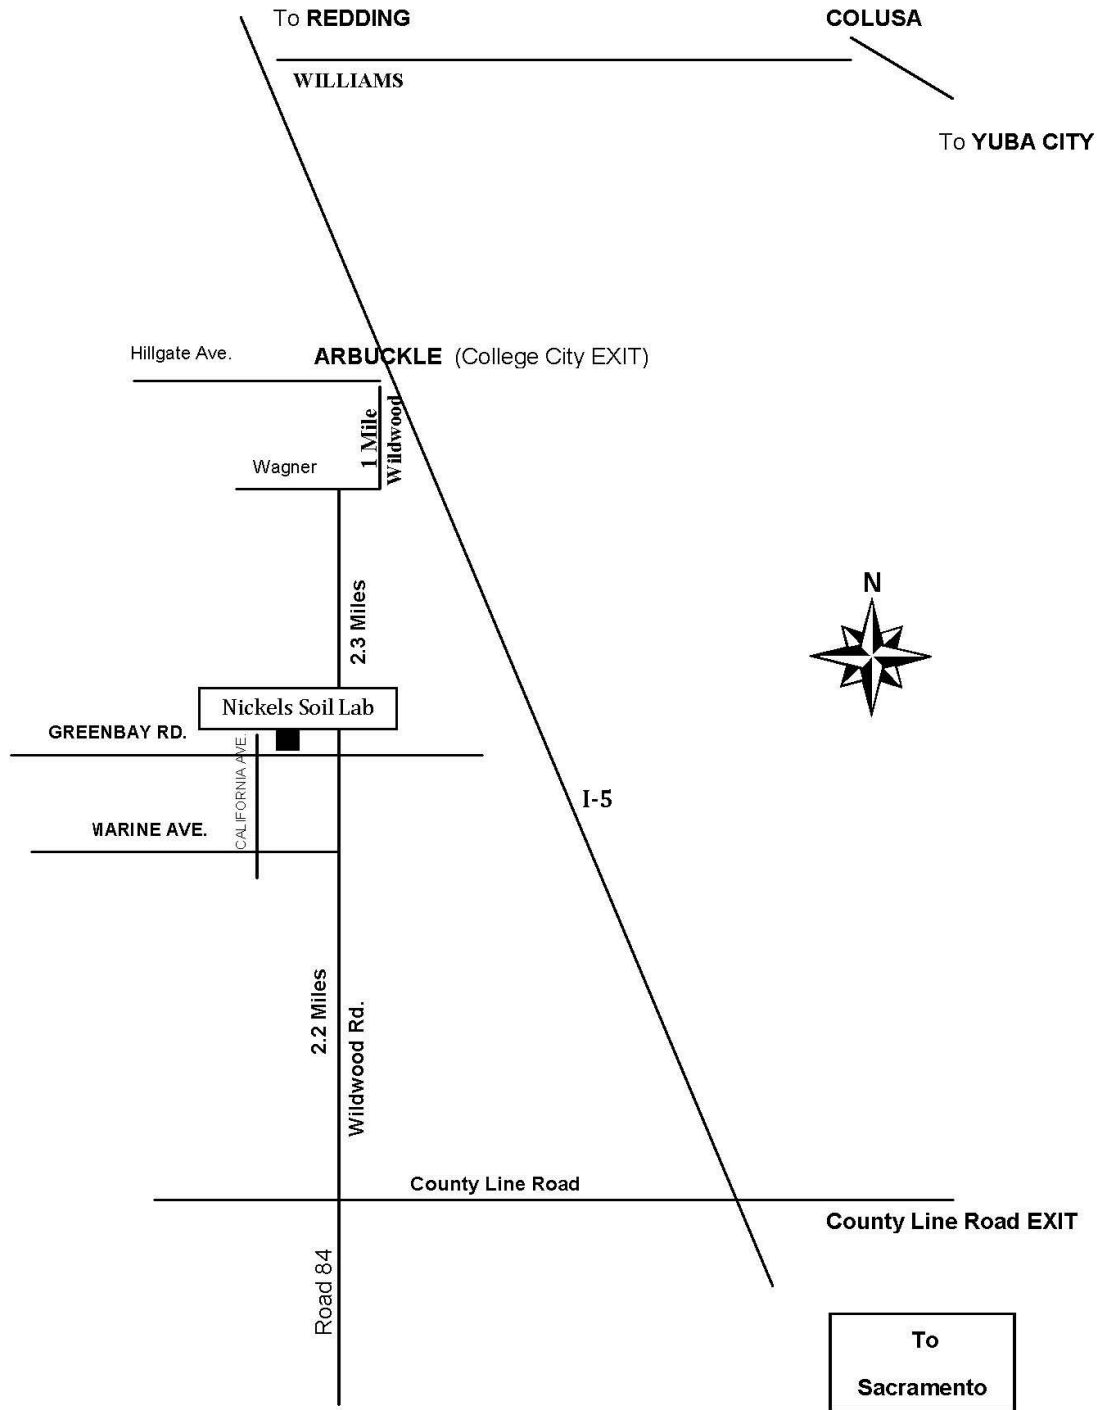 To REDDING
COLUSA
WILLIAMS
To YUBA CITY
Hillgate Ave.
ARBUCKLE (College City EXIT)
1 Mile
Wildwood
Wagner
N
2.3 Miles
Nickels Soil Lab
GREENBAY RD.
CALIFORNIA AVE.
I-5
MARINE AVE.
2.2 Miles
Wildwood Rd.
County Line Road
County Line Road EXIT
Road 84
To
Sacramento